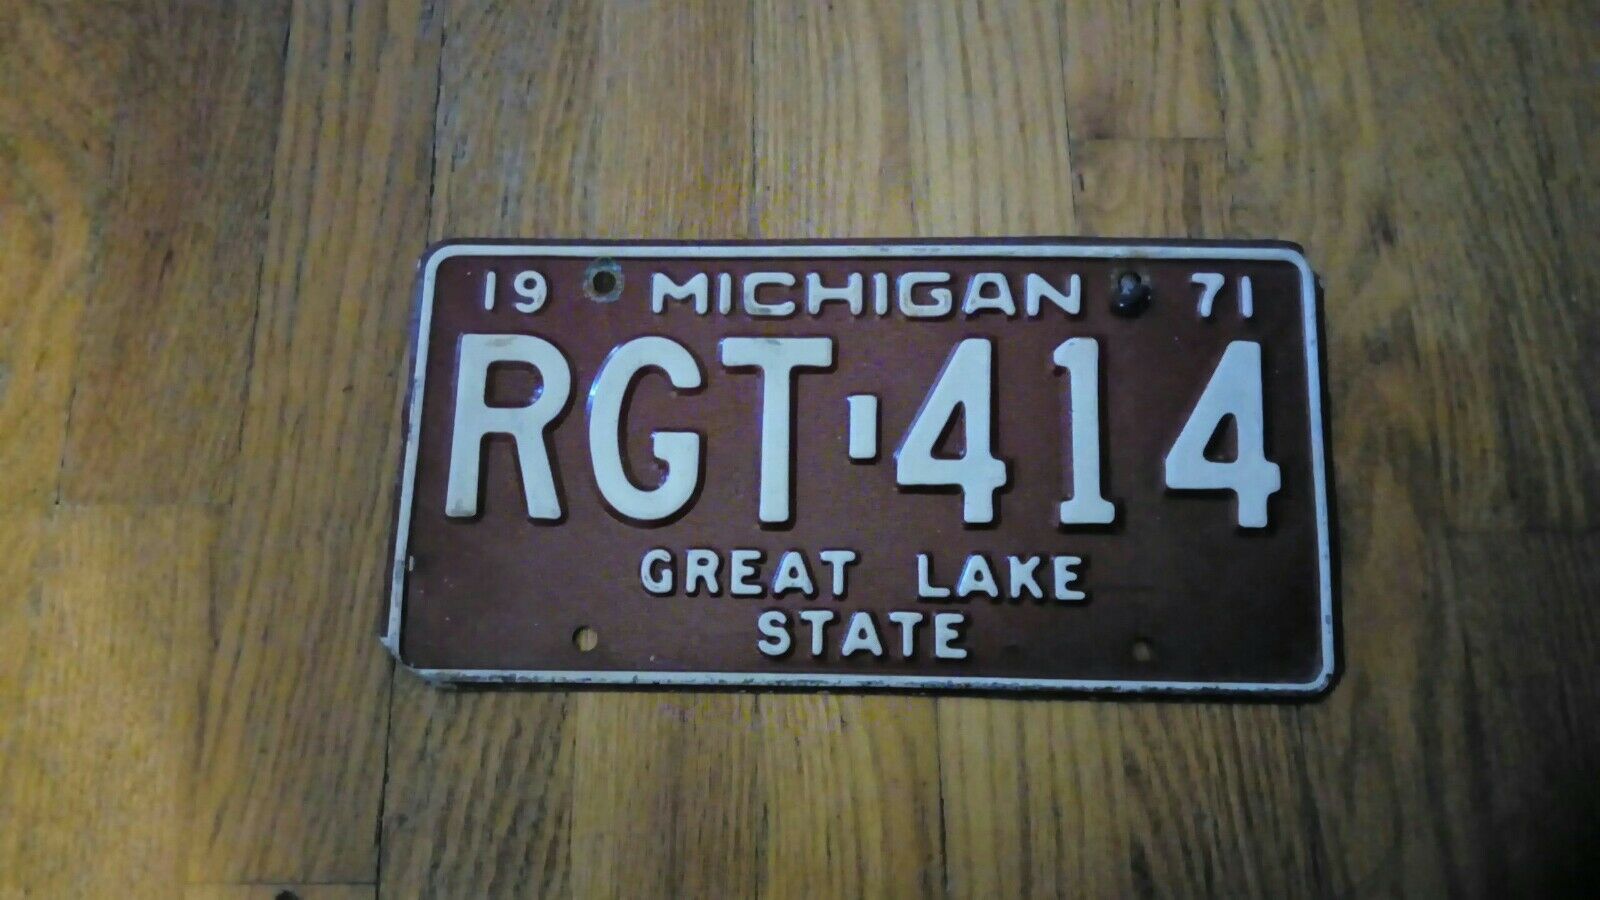 19 MICHIGAN 71
RGT-414
GREAT LAKE
STATE